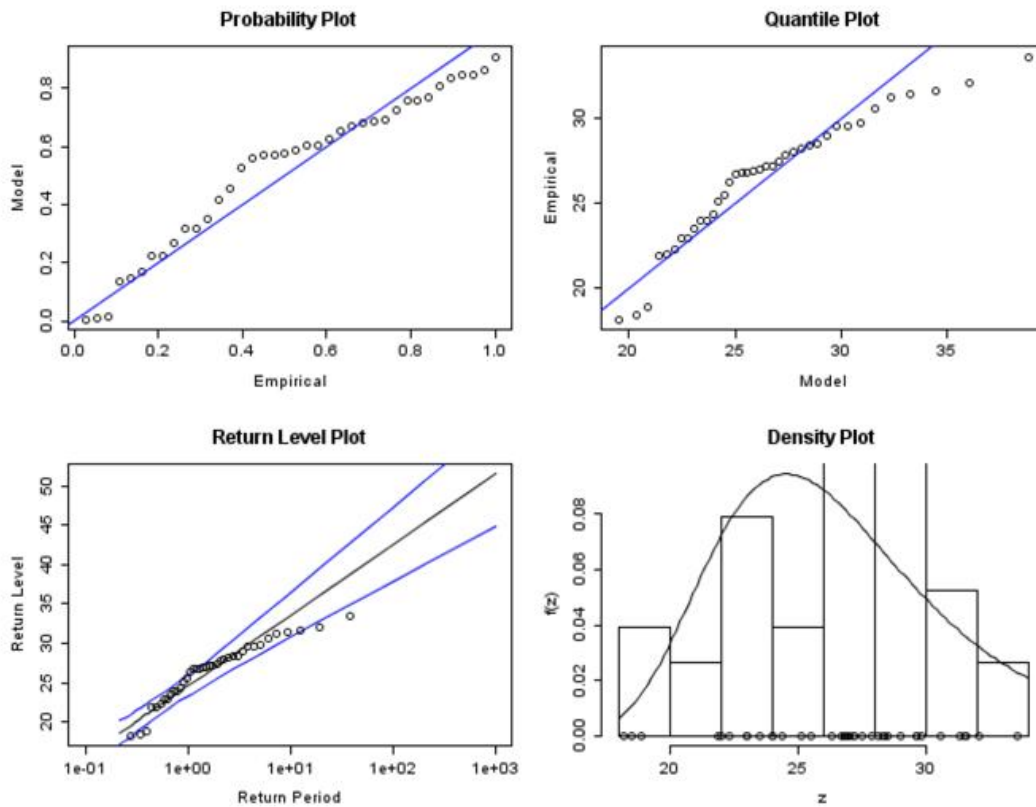 Probability Plot
0.0 0.2 0.4 0.6 0.8
Model
0.0 0.2 0.4 0.6 0.8 1.0
Empirical
Quantile Plot
20 25 30
Empirical
20 25 30 35
Model
Return Level Plot
20 25 30 35 40 45 50
Return Level
1e-01 1e+00 1e+01 1e+02 1e+03
Return Period
Density Plot
0.00 0.02 0.04 0.06 0.08
f(z)
20 25 30
z